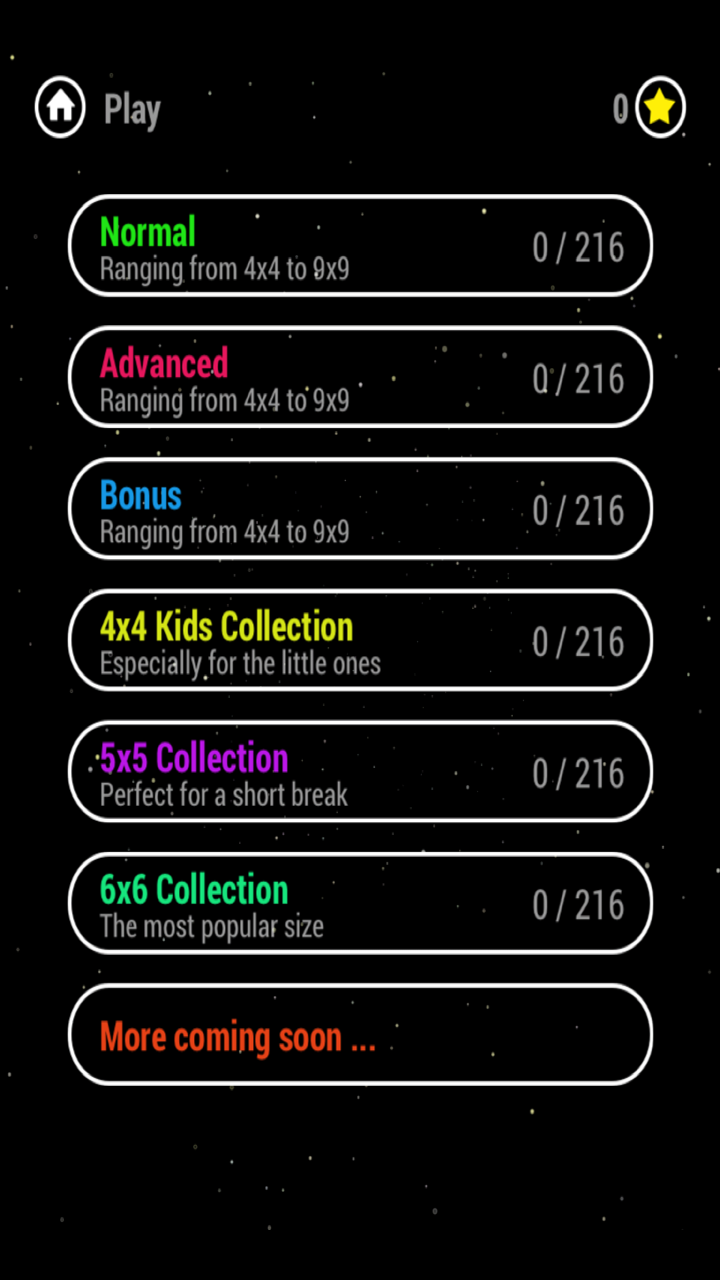 Play
0
Normal
Ranging from 4x4 to 9x9
0 / 216
Advanced
Ranging from 4x4 to 9x9
0 / 216
Bonus
Ranging from 4x4 to 9x9
0 / 216
4x4 Kids Collection
Especially for the little ones
0 / 216
5x5 Collection
Perfect for a short break
0 / 216
6x6 Collection
The most popular size
0 / 216
More coming soon ...